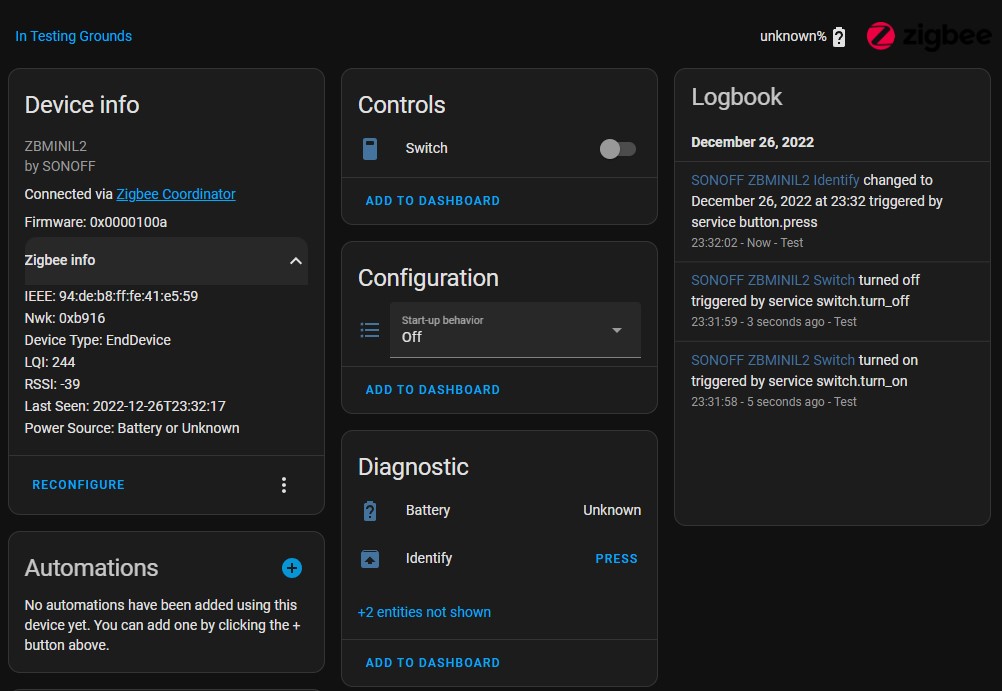 In Testing Grounds
unknown%
zigbee
Device info
ZBMINIL2
by SONOFF
Connected via Zigbee Coordinator
Firmware: 0x0000100a
Zigbee info
IEEE: 94:de:b8:ff:fe:41:e5:59
Nwk: 0xb916
Device Type: EndDevice
LQI: 244
RSSI: -39
Last Seen: 2022-12-26T23:32:17
Power Source: Battery or Unknown
RECONFIGURE
Automations
No automations have been added using this
device yet. You can add one by clicking the +
button above.
Controls
Switch
ADD TO DASHBOARD
Configuration
Start-up behavior
Off
ADD TO DASHBOARD
Diagnostic
Battery Unknown
Identify PRESS
+2 entities not shown
ADD TO DASHBOARD
Logbook
December 26, 2022
SONOFF ZBMINIL2 Identify changed to
December 26, 2022 at 23:32 triggered by
service button.press
23:32:02 - Now - Test
SONOFF ZBMINIL2 Switch turned off
triggered by service switch.turn_off
23:31:59 - 3 seconds ago - Test
SONOFF ZBMINIL2 Switch turned on
triggered by service switch.turn_on
23:31:58 - 5 seconds ago - Test